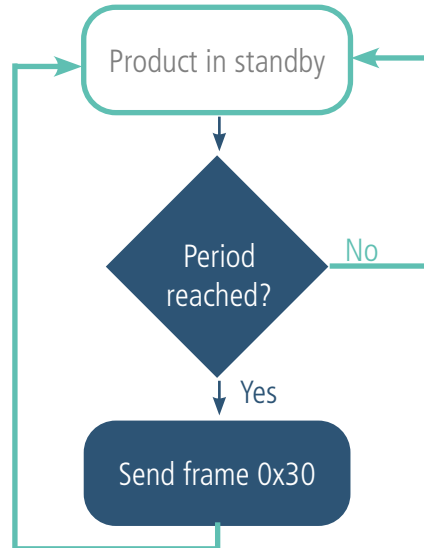 Product in standby
Period
reached?
No
Yes
Send frame 0x30